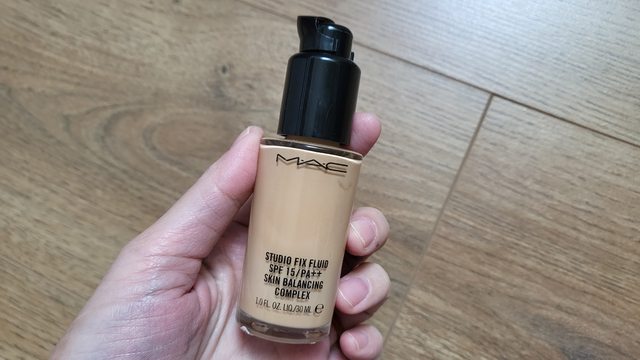 M·A·C
STUDIO FIX FLUID
SPF 15/PA++
SKIN BALANCING
COMPLEX
1.0 FL. OZ. LIQ./30 ML ℮